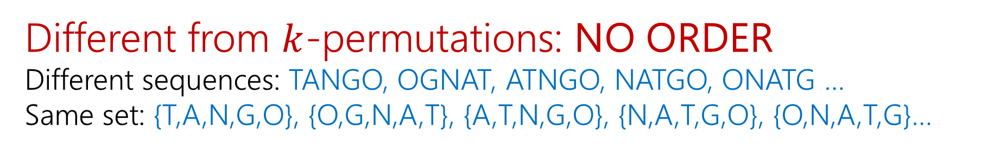 Different from k-permutations: NO ORDER
Different sequences: TANGO, OGNAT, ATNGO, NATGO, ONATG ...
Same set: {T,A,N,G,O}, {O,G,N,A,T}, {A,T,N,G,O}, {N,A,T,G,O}, {O,N,A,T,G}...